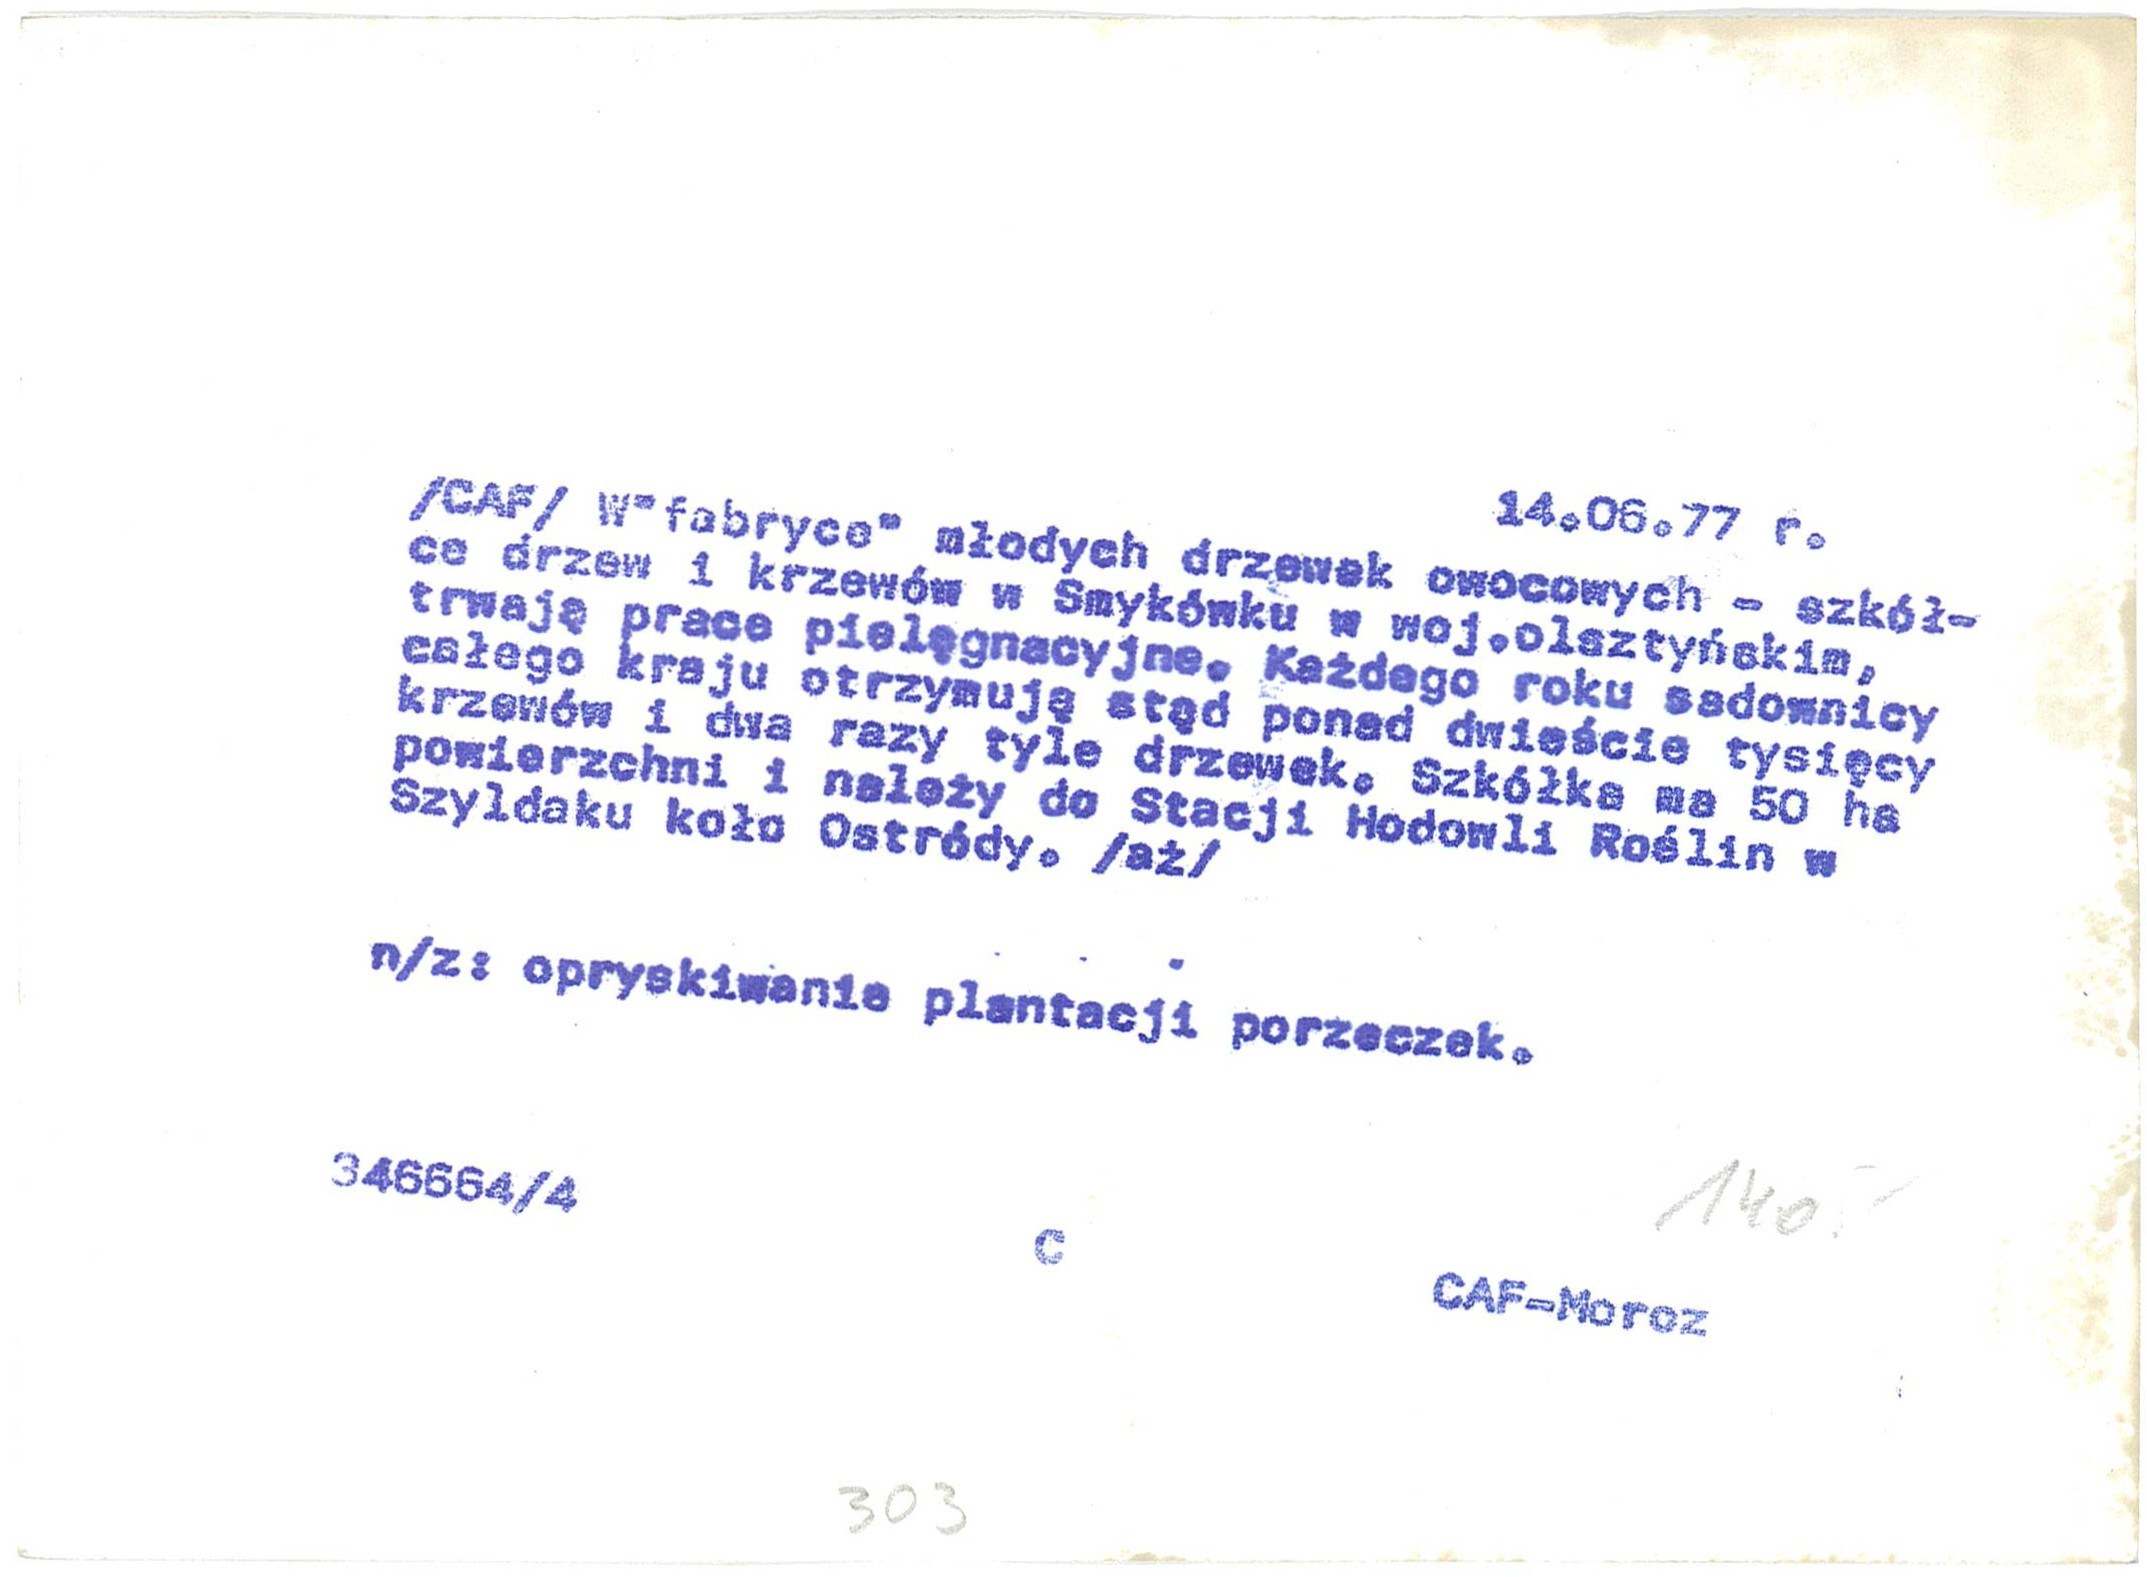 14.06.77 r.
/CAF/ W"fabryce" młodych drzewek owocowych - szkół-
ce drzew i krzewów w Smykówku w woj.olsztyńskim,
trwają prace pielęgnacyjne. Każdego roku sadownicy
całego kraju otrzymują stąd ponad dwieście tysięcy
krzewów i dwa razy tyle drzewek. Szkółka ma 50 ha
powierzchni i należy do Stacji Hodowli Roślin w
Szyldaku koło Ostródy. /aż/
n/z: opryskiwanie plantacji porzeczek.
346664/4
C
140.-
CAF-Moroz
303